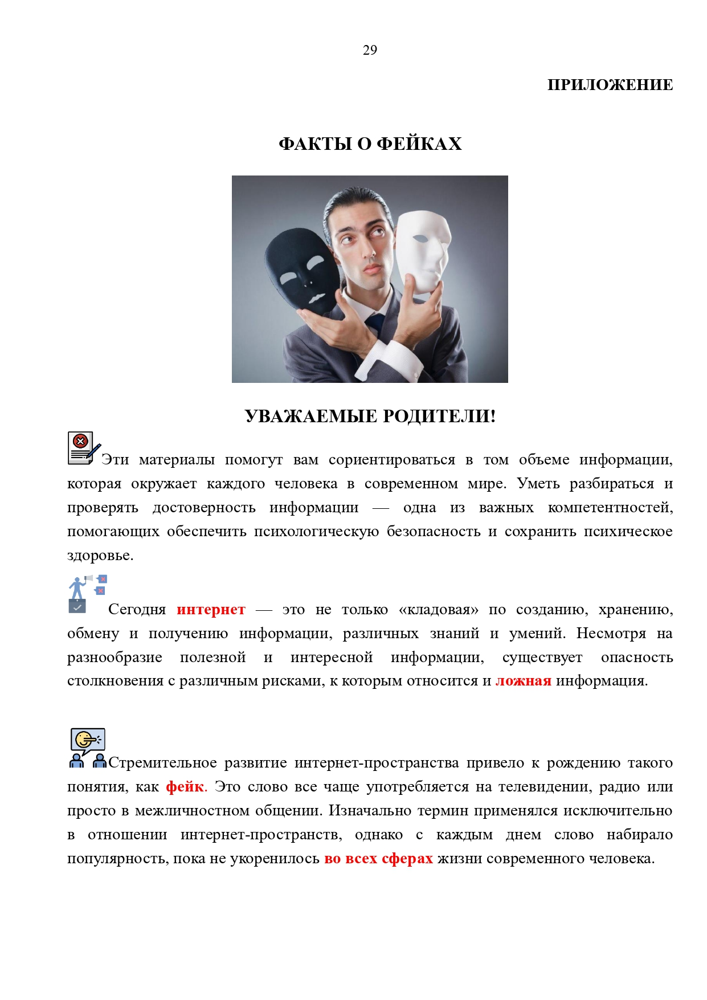 29
ПРИЛОЖЕНИЕ
ФАКТЫ О ФЕЙКАХ
УВАЖАЕМЫЕ РОДИТЕЛИ!
Эти материалы помогут вам сориентироваться в том объеме информации,
которая окружает каждого человека в современном мире. Уметь разбираться и
проверять достоверность информации — одна из важных компетентностей,
помогающих обеспечить психологическую безопасность и сохранить психическое
здоровье.
Сегодня интернет — это не только «кладовая» по созданию, хранению,
обмену и получению информации, различных знаний и умений. Несмотря на
разнообразие полезной и интересной информации, существует опасность
столкновения с различным рисками, к которым относится и ложная информация.
Стремительное развитие интернет-пространства привело к рождению такого
понятия, как фейк. Это слово все чаще употребляется на телевидении, радио или
просто в межличностном общении. Изначально термин применялся исключительно
в отношении интернет-пространств, однако с каждым днем слово набирало
популярность, пока не укоренилось во всех сферах жизни современного человека.